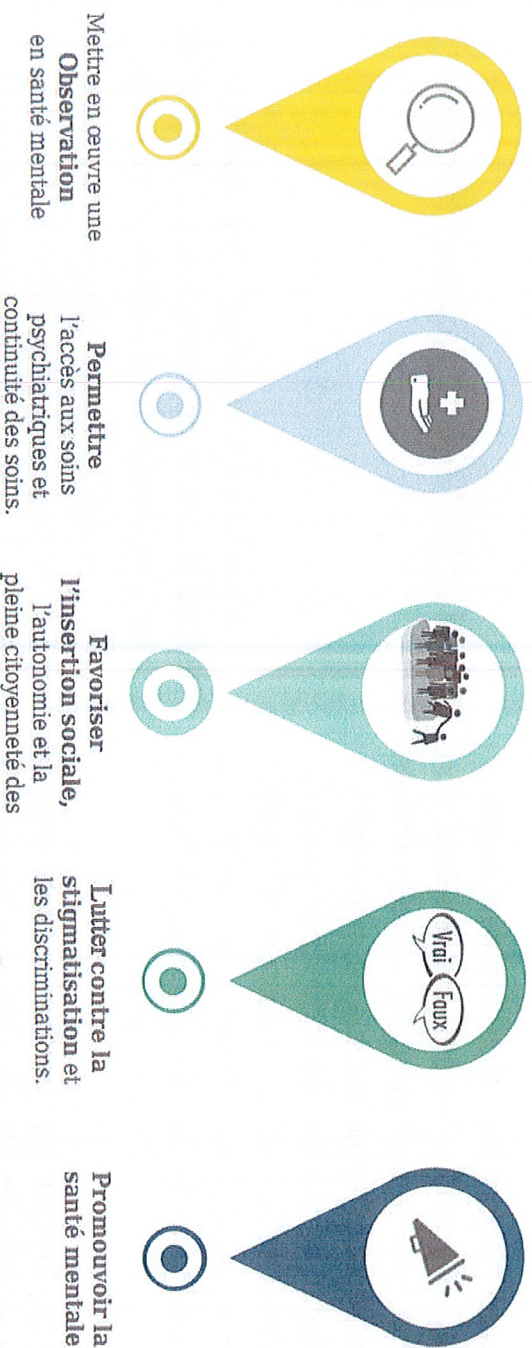 Mettre en œuvre une
Observation
en santé mentale
Permettre
l'accès aux soins
psychiatriques et
continuité des soins.
Favoriser
l'insertion sociale,
l'autonomie et la
pleine citoyenneté des
Vrai
Faux
Lutter contre la
stigmatisation et
les discriminations.
Promouvoir la
santé mentale